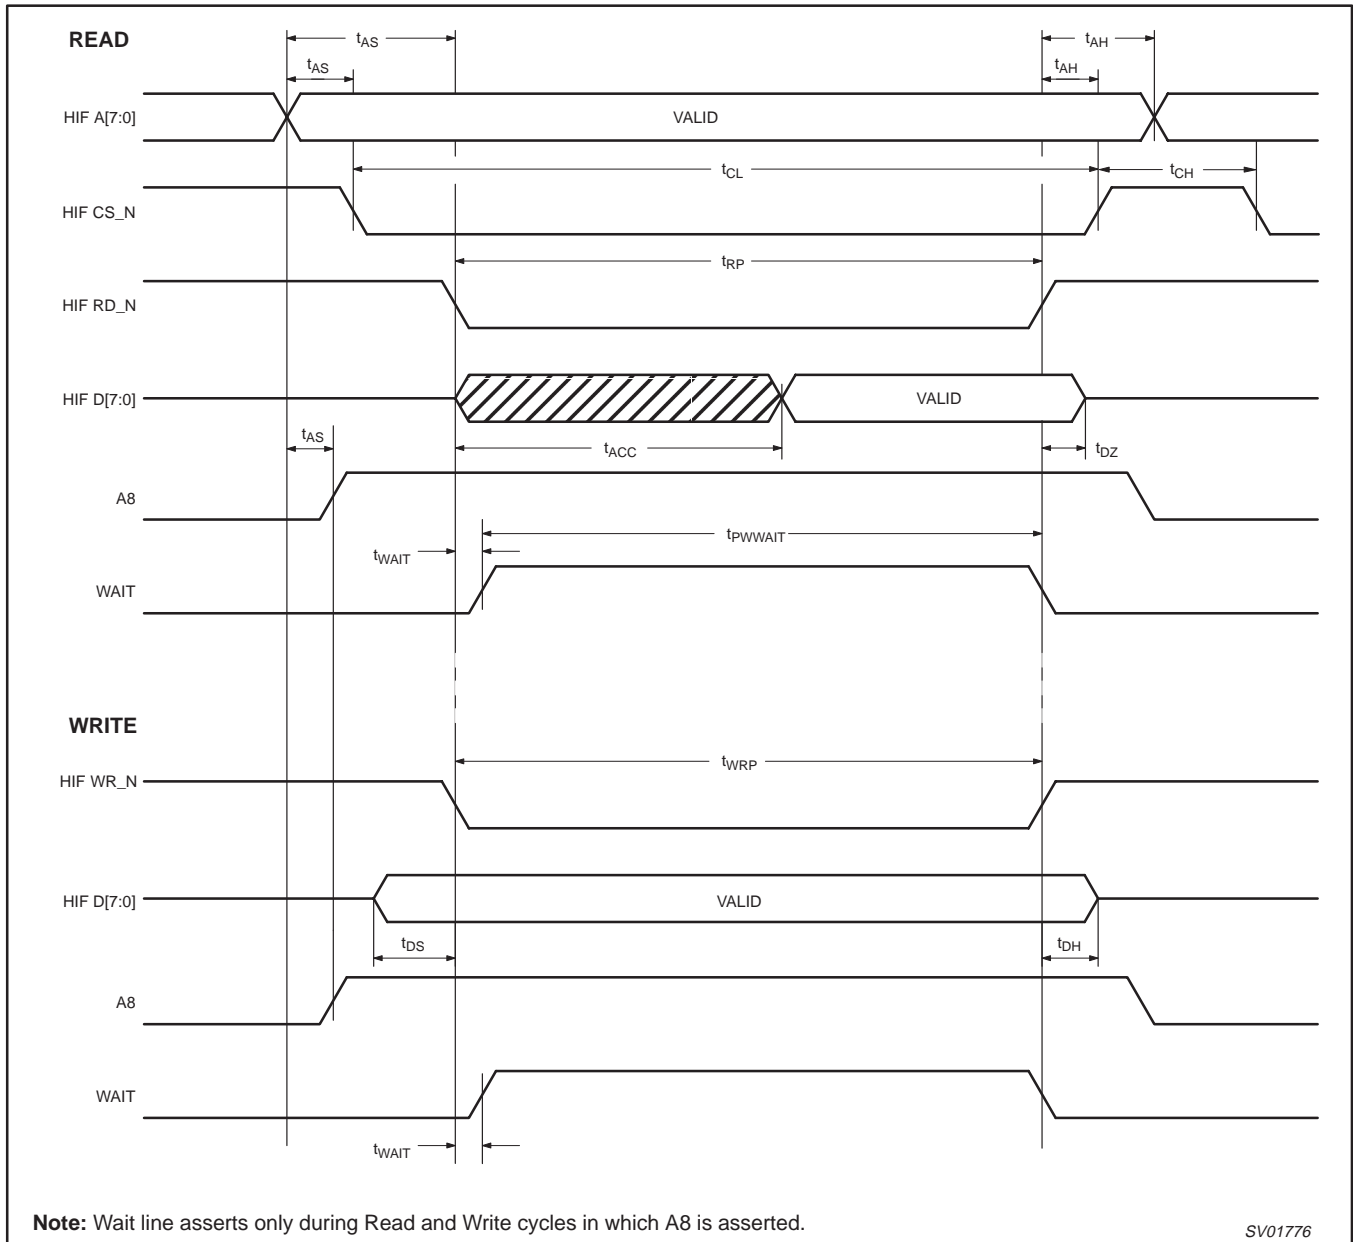 READ
tAS
tAH
tAS
tAH
HIF A[7:0]
VALID
tCL
tCH
HIF CS_N
tRP
HIF RD_N
HIF D[7:0]
VALID
tAS
tACC
tDZ
A8
tPWWAIT
tWAIT
WAIT
WRITE
tWRP
HIF WR_N
HIF D[7:0]
VALID
tDS
tDH
A8
WAIT
tWAIT
Note: Wait line asserts only during Read and Write cycles in which A8 is asserted.
SV01776